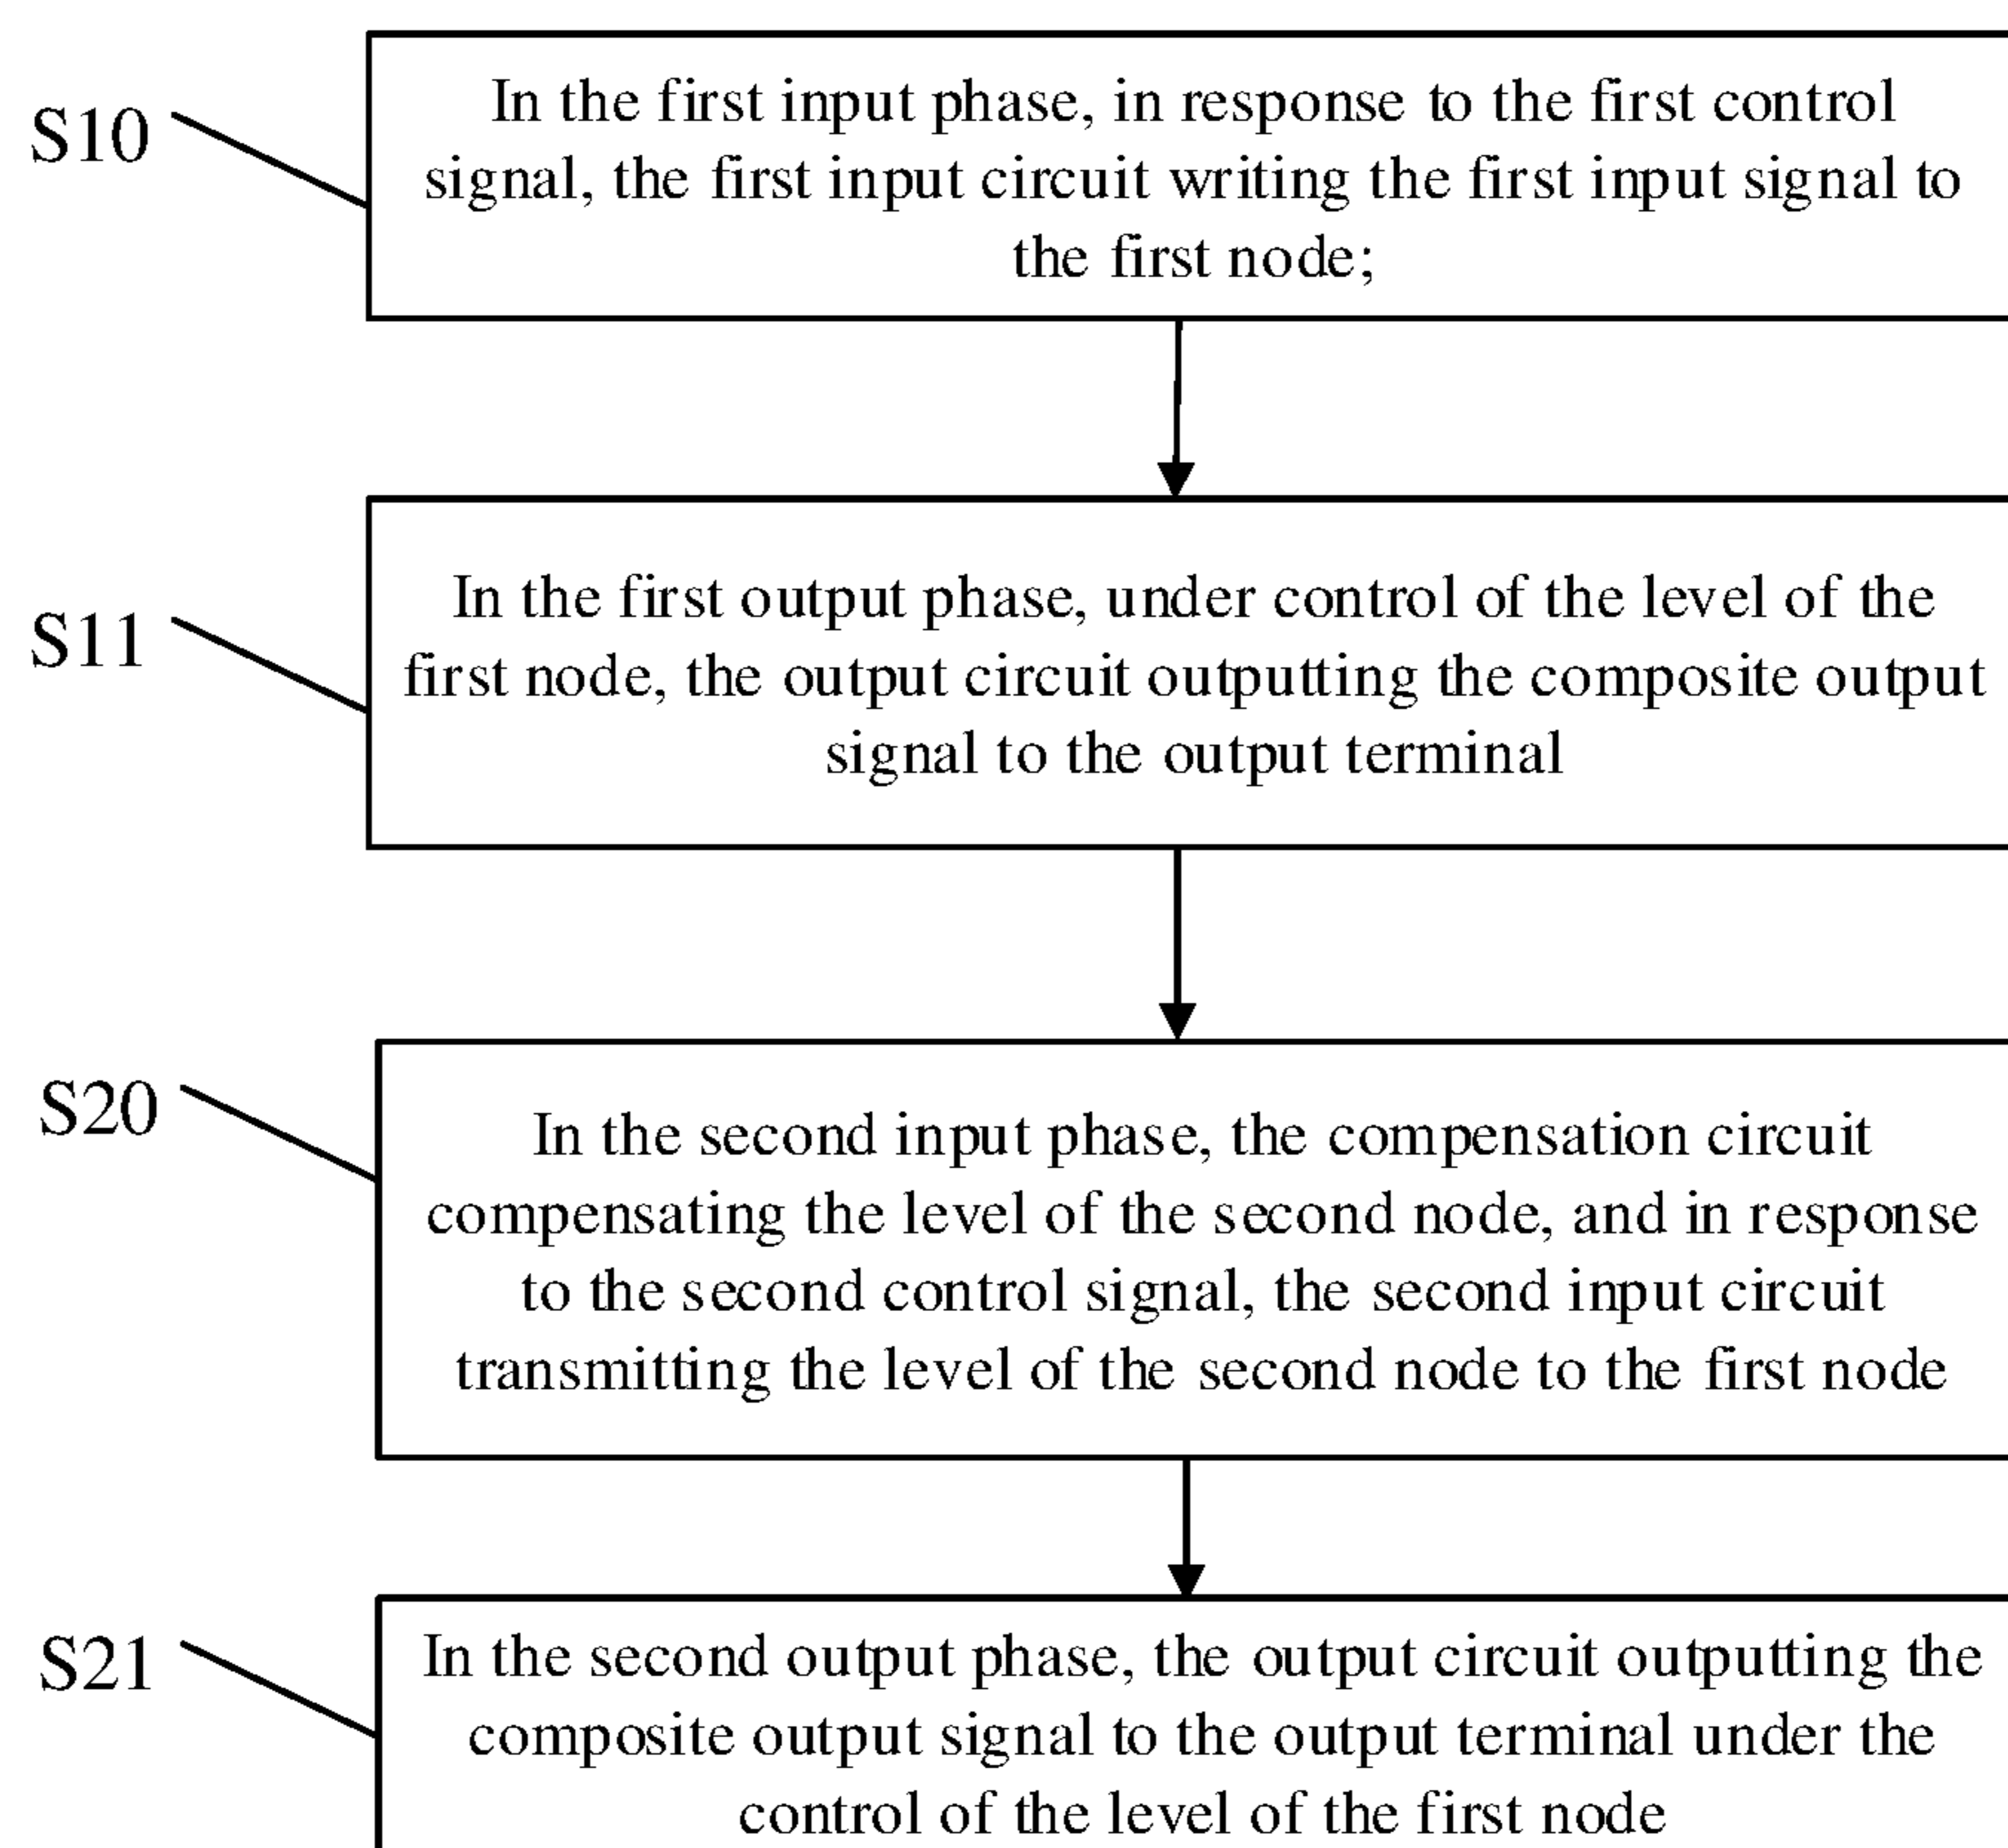 S10
In the first input phase, in response to the first control
signal, the first input circuit writing the first input signal to
the first node;
S11
In the first output phase, under control of the level of the
first node, the output circuit outputting the composite output
signal to the output terminal
S20
In the second input phase, the compensation circuit
compensating the level of the second node, and in response
to the second control signal, the second input circuit
transmitting the level of the second node to the first node
S21
In the second output phase, the output circuit outputting the
composite output signal to the output terminal under the
control of the level of the first node